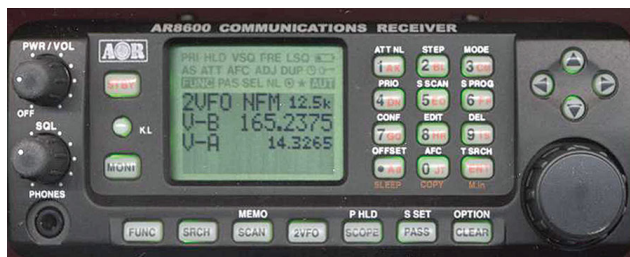 AR8600 COMMUNICATIONS RECEIVER
PWR/VOL
OFF
SQL
PHONES
AOR
K.L
MONI
PRI HLD VSQ FRE LSQ
AS ATT AFC ADJ DUP
FUNC PAS SEL NL AUT
2VFO NFM 12.5k
V-B 165.2375
V-A 14.3265
ATT NL STEP MODE
1 2 3
PRIO S SCAN S PROG
4 5 6
CONF EDIT DEL
7 8 9
OFFSET AFC T SRCH
0 ENT
SLEEP COPY M.in
MEMO P HLD S SET OPTION
FUNC SRCH SCAN 2VFO SCOPE PASS CLEAR